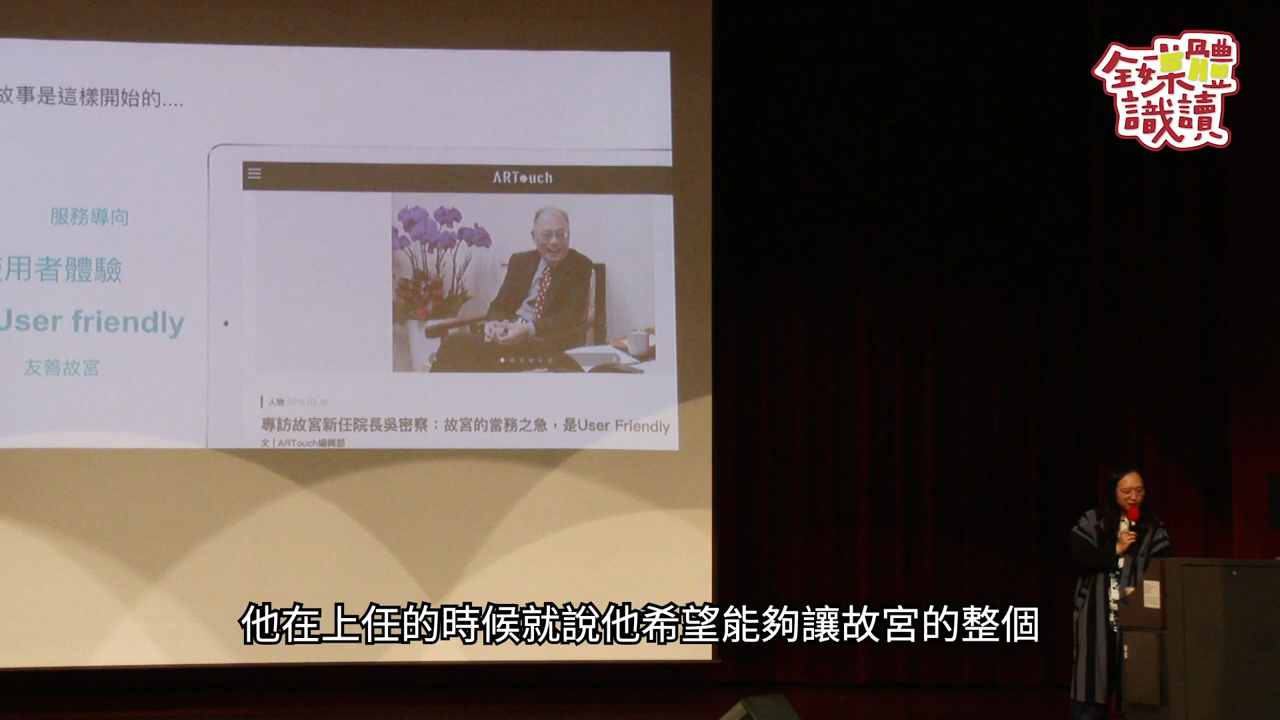 全媒體
識讀
故事是這樣開始的....
服務導向
使用者體驗
User friendly
友善故宮
ARTouch
人物 2019.03.30
專訪故宮新任院長吳密察：故宮的當務之急，是User Friendly
文 | ARTouch編輯部
他在上任的時候就說他希望能夠讓故宮的整個